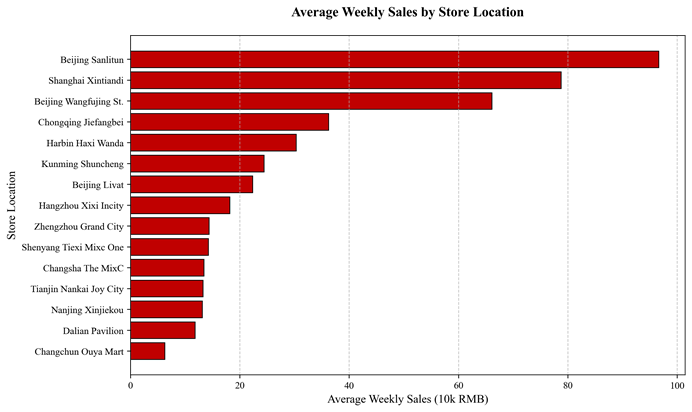 Average Weekly Sales by Store Location
Store Location
Beijing Sanlitun
Shanghai Xintiandi
Beijing Wangfujing St.
Chongqing Jiefangbei
Harbin Haxi Wanda
Kunming Shuncheng
Beijing Livat
Hangzhou Xixi Incity
Zhengzhou Grand City
Shenyang Tiexi Mixc One
Changsha The MixC
Tianjin Nankai Joy City
Nanjing Xinjiekou
Dalian Pavilion
Changchun Ouya Mart
0 20 40 60 80 100
Average Weekly Sales (10k RMB)